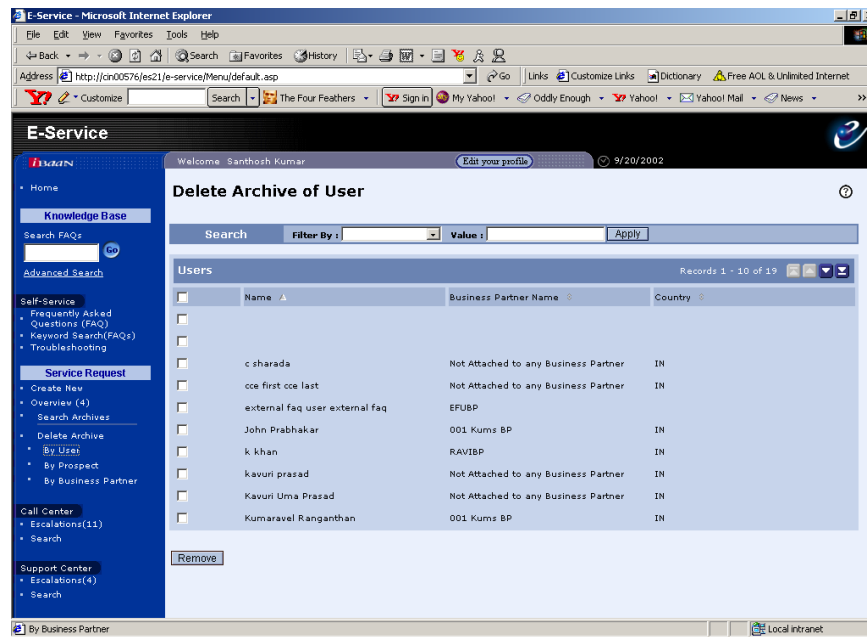 E-Service - Microsoft Internet Explorer
File Edit View Favorites Tools Help
Back Search Favorites History
Address http://cin00576/es21/e-service/Menu/default.asp Go Links Customize Links Dictionary Free AOL & Unlimited Internet
Y! Customize Search The Four Feathers Sign in My Yahoo! Oddly Enough Yahoo! Yahoo! Mail News »
E-Service
iBaan Welcome Santhosh Kumar Edit your profile 9/20/2002
Home
Delete Archive of User
Knowledge Base
Search FAQs
Go
Advanced Search
Search Filter By : Value : Apply
Users Records 1 - 10 of 19
Name Business Partner Name Country
c sharada Not Attached to any Business Partner IN
cce first cce last Not Attached to any Business Partner IN
external faq user external faq EFUBP
John Prabhakar 001 Kums BP IN
k khan RAVIBP IN
kavuri prasad Not Attached to any Business Partner IN
Kavuri Uma Prasad Not Attached to any Business Partner IN
Kumaravel Ranganthan 001 Kums BP IN
Remove
Self-Service
Frequently Asked
Questions (FAQ)
Keyword Search(FAQs)
Troubleshooting
Service Request
Create New
Overview (4)
Search Archives
Delete Archive
By User
By Prospect
By Business Partner
Call Center
Escalations(11)
Search
Support Center
Escalations(4)
Search
By Business Partner Local intranet